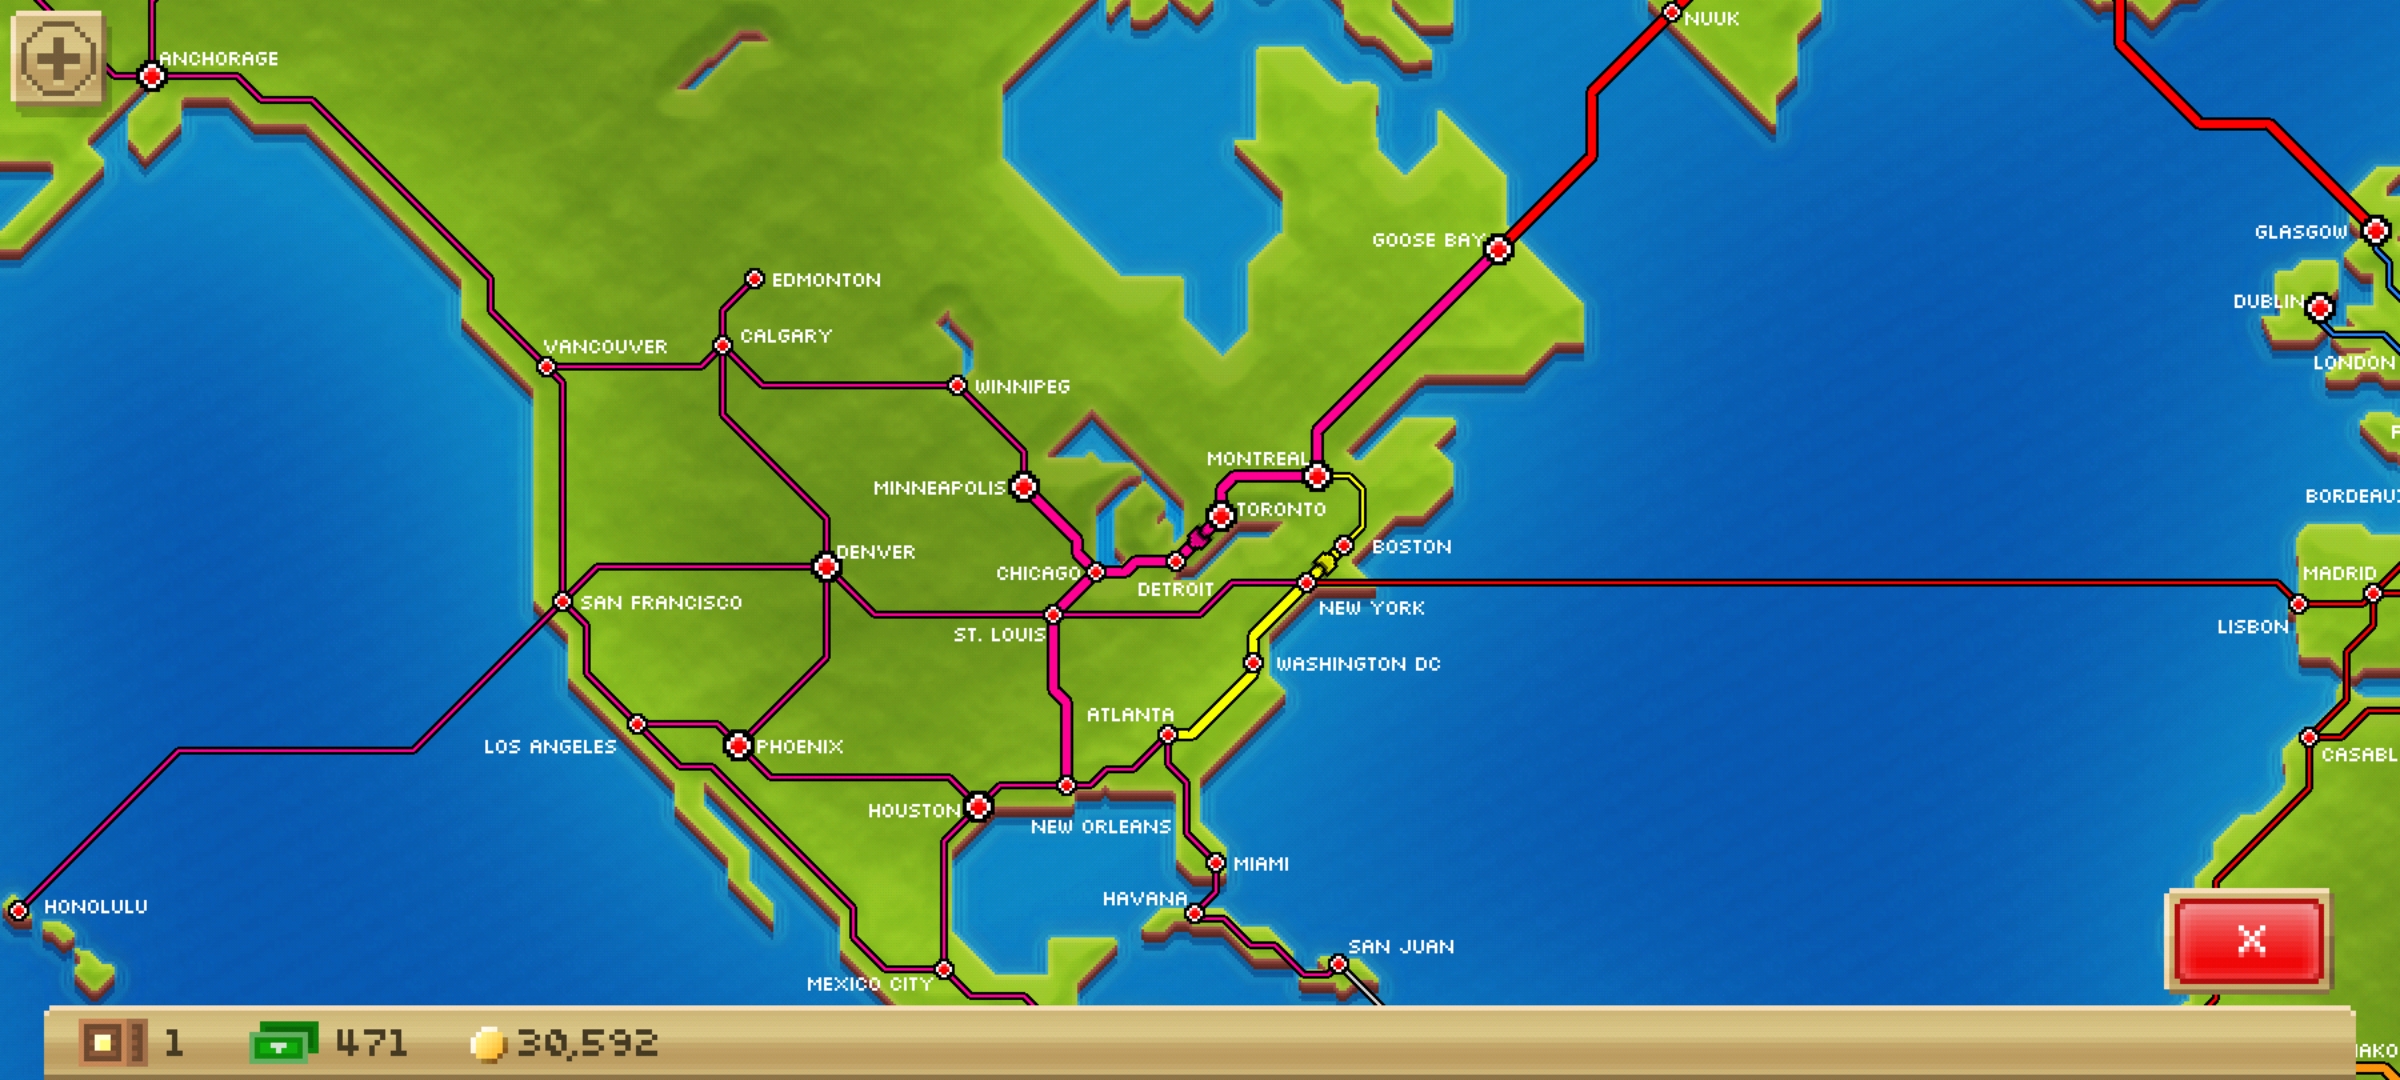 NUUK
ANCHORAGE
GLASGOW
GOOSE BAY
EDMONTON
DUBLIN
CALGARY
VANCOUVER
LONDON
WINNIPEG
MONTREAL
MINNEAPOLIS
TORONTO
BOSTON
DENVER
CHICAGO
MADRID
DETROIT
SAN FRANCISCO
NEW YORK
LISBON
ST. LOUIS
WASHINGTON DC
ATLANTA
LOS ANGELES
PHOENIX
CASABL
HOUSTON
NEW ORLEANS
MIAMI
HAVANA
HONOLULU
SAN JUAN
MEXICO CITY
1 471 30,592